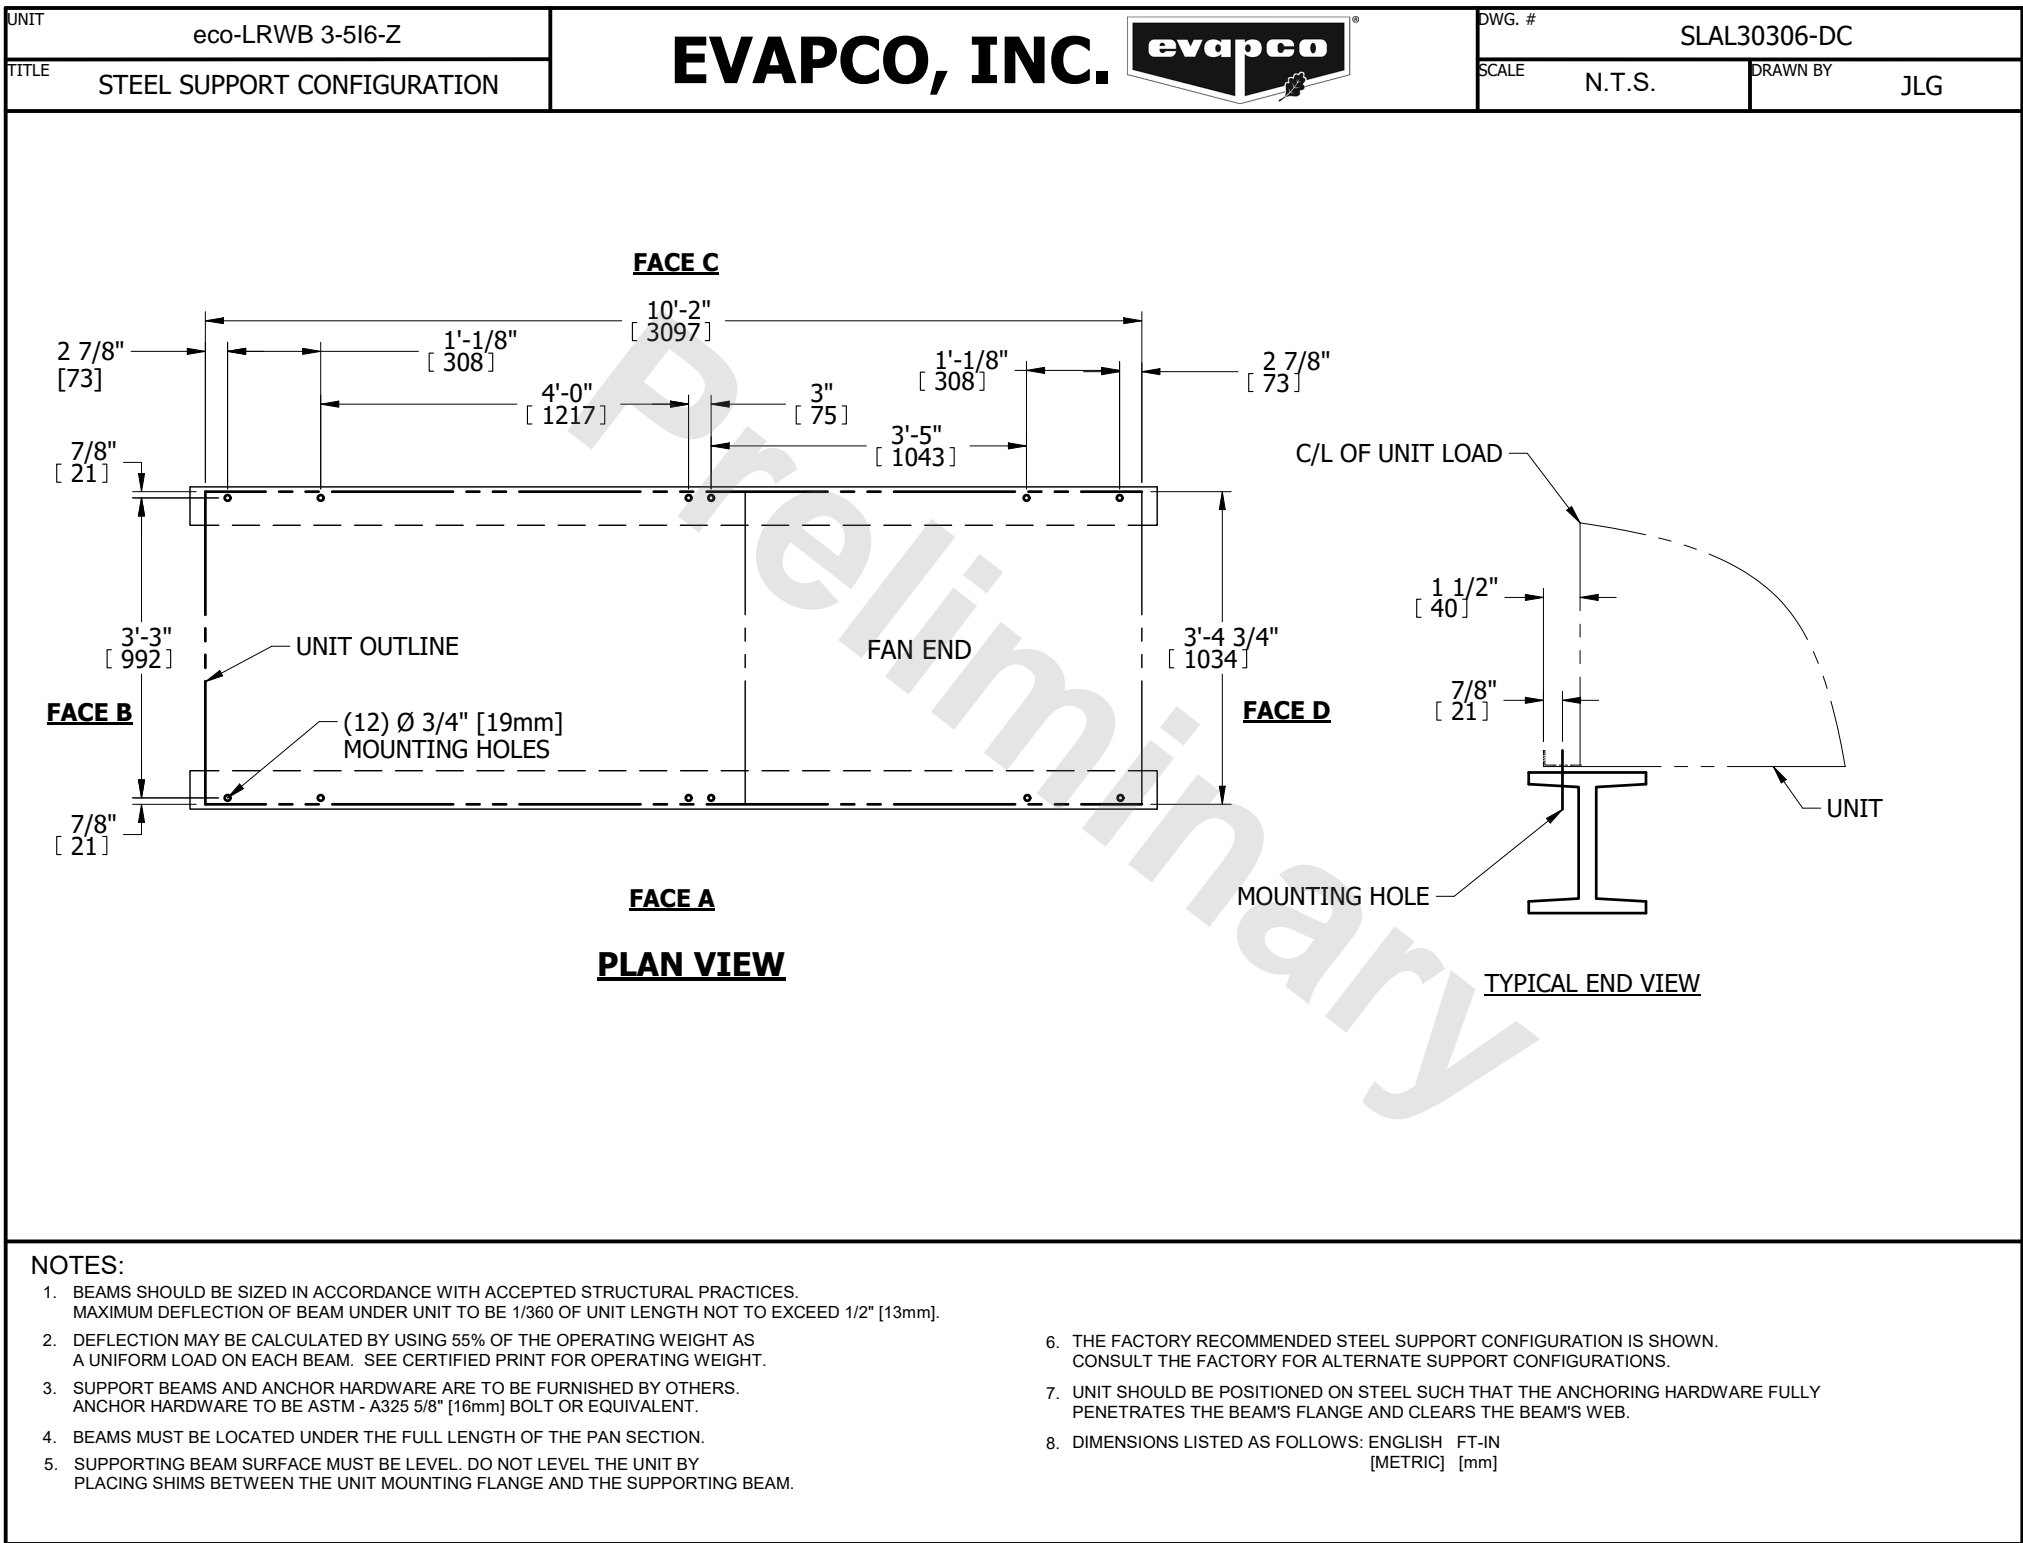 UNIT
eco-LRWB 3-5I6-Z
TITLE
STEEL SUPPORT CONFIGURATION
EVAPCO, INC.
evapco®
DWG. #
SLAL30306-DC
SCALE
N.T.S.
DRAWN BY
JLG
FACE C
10'-2"
[ 3097]
2 7/8"
[73]
1'-1/8"
[ 308]
1'-1/8"
[ 308]
2 7/8"
[ 73]
4'-0"
[ 1217]
3"
[ 75]
3'-5"
[ 1043]
7/8"
[ 21]
C/L OF UNIT LOAD
1 1/2"
[ 40]
3'-3"
[ 992]
UNIT OUTLINE
FAN END
3'-4 3/4"
[ 1034]
7/8"
[ 21]
FACE B
(12) Ø 3/4" [19mm]
MOUNTING HOLES
FACE D
7/8"
[ 21]
UNIT
FACE A
MOUNTING HOLE
PLAN VIEW
TYPICAL END VIEW
Preliminary
NOTES:
1. BEAMS SHOULD BE SIZED IN ACCORDANCE WITH ACCEPTED STRUCTURAL PRACTICES.
MAXIMUM DEFLECTION OF BEAM UNDER UNIT TO BE 1/360 OF UNIT LENGTH NOT TO EXCEED 1/2" [13mm].
2. DEFLECTION MAY BE CALCULATED BY USING 55% OF THE OPERATING WEIGHT AS
A UNIFORM LOAD ON EACH BEAM. SEE CERTIFIED PRINT FOR OPERATING WEIGHT.
3. SUPPORT BEAMS AND ANCHOR HARDWARE ARE TO BE FURNISHED BY OTHERS.
ANCHOR HARDWARE TO BE ASTM - A325 5/8" [16mm] BOLT OR EQUIVALENT.
4. BEAMS MUST BE LOCATED UNDER THE FULL LENGTH OF THE PAN SECTION.
5. SUPPORTING BEAM SURFACE MUST BE LEVEL. DO NOT LEVEL THE UNIT BY
PLACING SHIMS BETWEEN THE UNIT MOUNTING FLANGE AND THE SUPPORTING BEAM.
6. THE FACTORY RECOMMENDED STEEL SUPPORT CONFIGURATION IS SHOWN.
CONSULT THE FACTORY FOR ALTERNATE SUPPORT CONFIGURATIONS.
7. UNIT SHOULD BE POSITIONED ON STEEL SUCH THAT THE ANCHORING HARDWARE FULLY
PENETRATES THE BEAM'S FLANGE AND CLEARS THE BEAM'S WEB.
8. DIMENSIONS LISTED AS FOLLOWS: ENGLISH FT-IN
[METRIC] [mm]